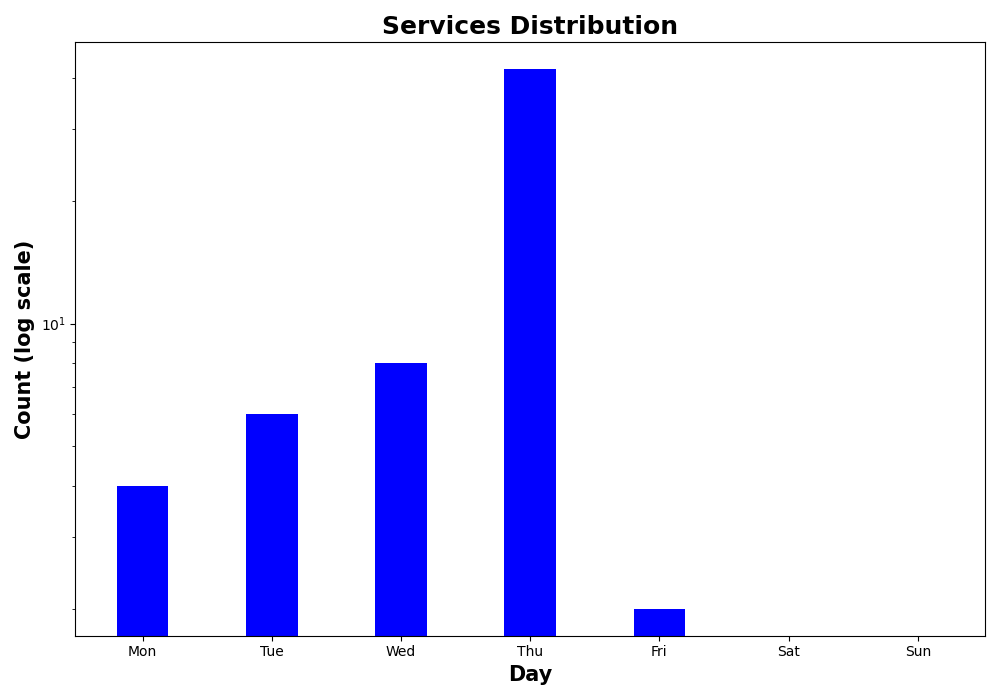 Services Distribution
Count (log scale)
10¹
Mon Tue Wed Thu Fri Sat Sun
Day